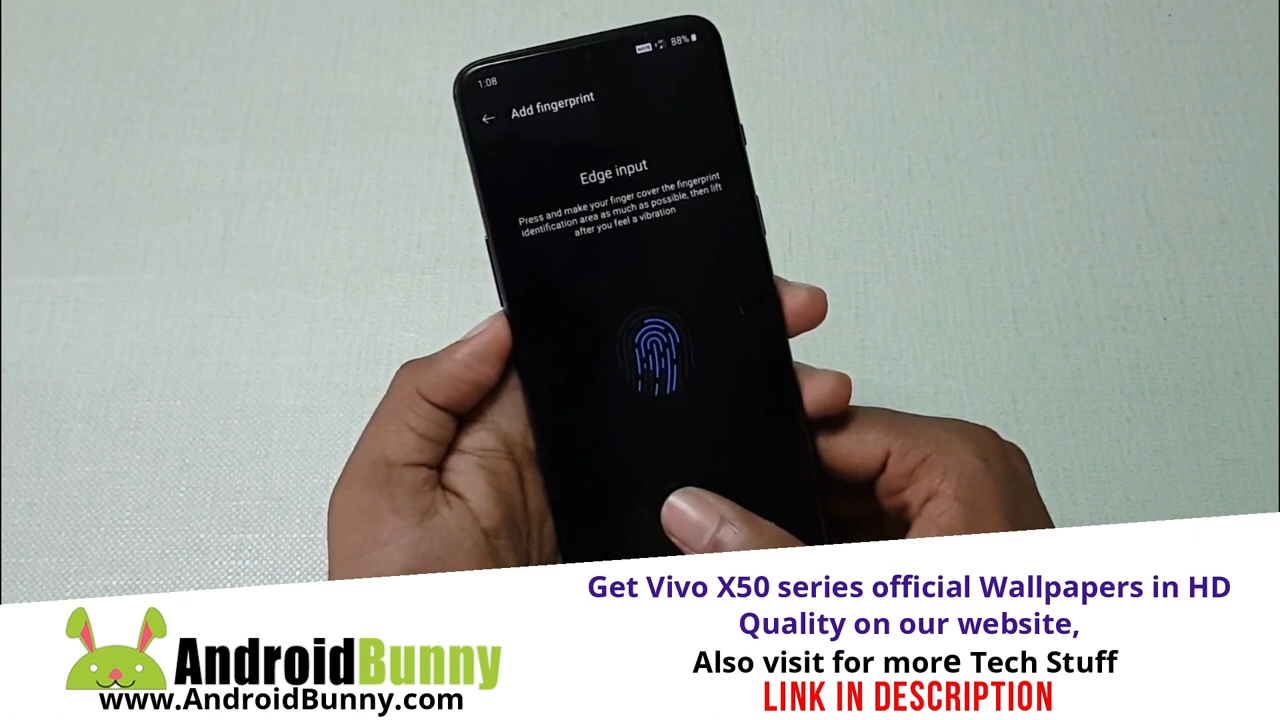 1:08
88%
Add fingerprint
Edge input
Press and make your finger cover the fingerprint
identification area as much as possible, then lift
after you feel a vibration
Get Vivo X50 series official Wallpapers in HD
Quality on our website,
Also visit for more Tech Stuff
LINK IN DESCRIPTION
AndroidBunny
www.AndroidBunny.com